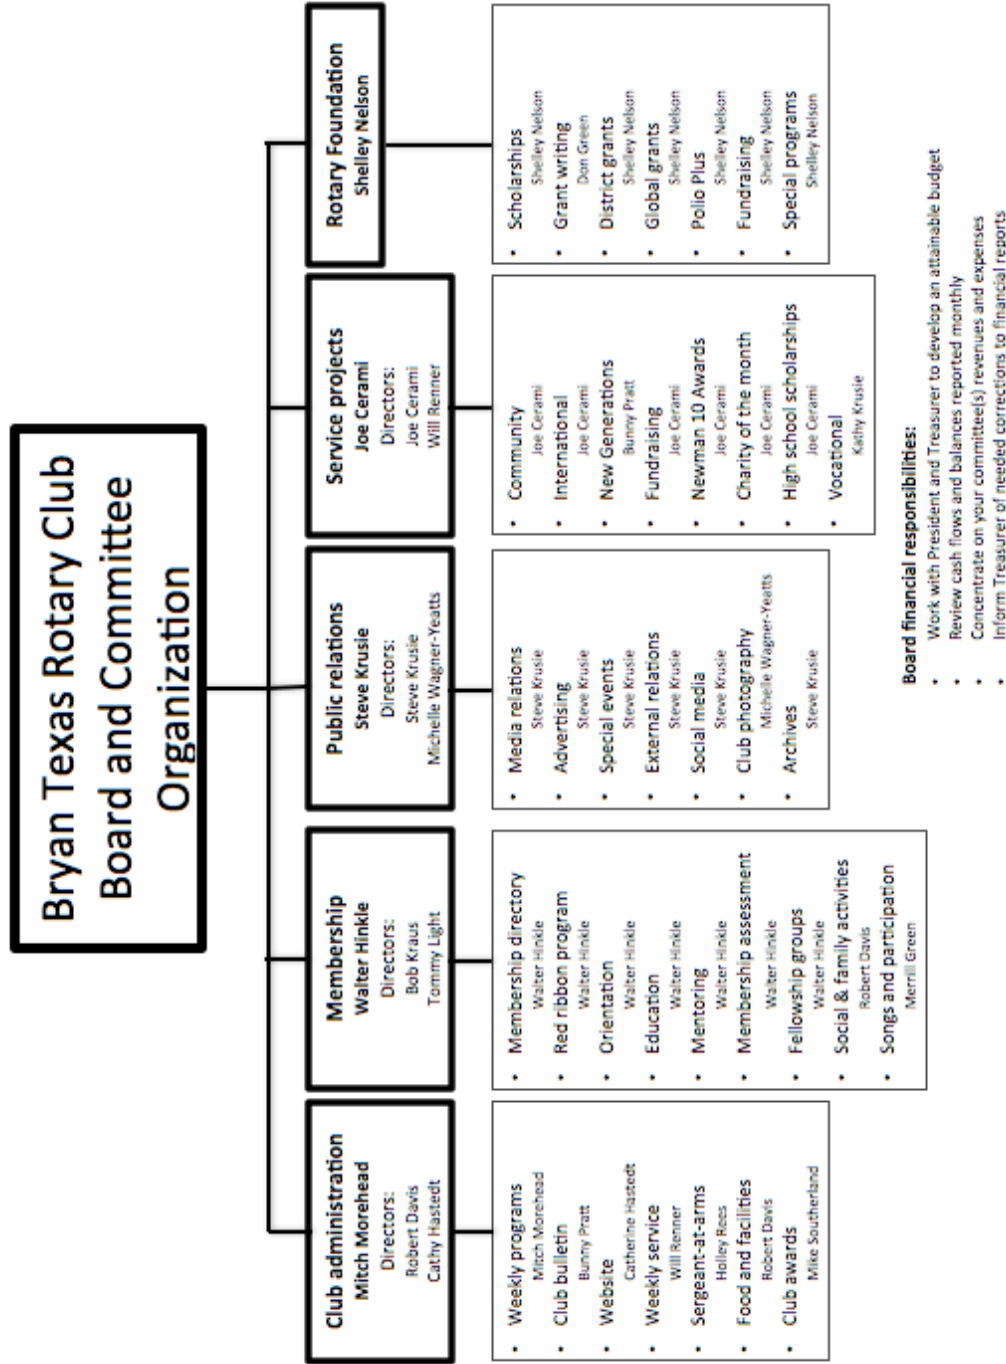 Bryan Texas Rotary Club
Board and Committee
Organization
Club administration
Mitch Morehead
Directors:
Robert Davis
Cathy Hastedt
• Weekly programs
Mitch Morehead
• Club bulletin
Bunny Pratt
• Website
Catherine Hastedt
• Weekly service
Will Renner
• Sergeant-at-arms
Holley Rees
• Food and facilities
Robert Davis
• Club awards
Mike Southerland
Membership
Walter Hinkle
Directors:
Bob Kraus
Tommy Light
• Membership directory
Walter Hinkle
• Red ribbon program
Walter Hinkle
• Orientation
Walter Hinkle
• Education
Walter Hinkle
• Mentoring
Walter Hinkle
• Membership assessment
Walter Hinkle
• Fellowship groups
Walter Hinkle
• Social & family activities
Robert Davis
• Songs and participation
Merrill Green
Public relations
Steve Krusie
Directors:
Steve Krusie
Michelle Wagner-Yeatts
• Media relations
Steve Krusie
• Advertising
Steve Krusie
• Special events
Steve Krusie
• External relations
Steve Krusie
• Social media
Steve Krusie
• Club photography
Michelle Wagner-Yeatts
• Archives
Steve Krusie
Service projects
Joe Cerami
Directors:
Joe Cerami
Will Renner
• Community
Joe Cerami
• International
Joe Cerami
• New Generations
Bunny Pratt
• Fundraising
Joe Cerami
• Newman 10 Awards
Joe Cerami
• Charity of the month
Joe Cerami
• High school scholarships
Joe Cerami
• Vocational
Kathy Krusie
Rotary Foundation
Shelley Nelson
• Scholarships
Shelley Nelson
• Grant writing
Don Green
• District grants
Shelley Nelson
• Global grants
Shelley Nelson
• Polio Plus
Shelley Nelson
• Fundraising
Shelley Nelson
• Special programs
Shelley Nelson
Board financial responsibilities:
• Work with President and Treasurer to develop an attainable budget
• Review cash flows and balances reported monthly
• Concentrate on your committee(s) revenues and expenses
• Inform Treasurer of needed corrections to financial reports